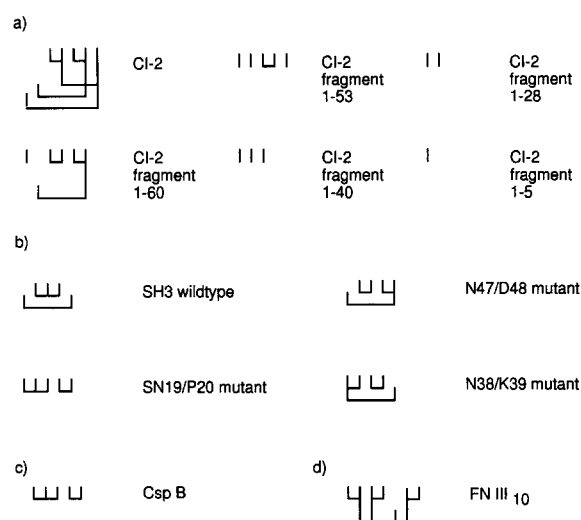 a)
CI-2
CI-2
fragment
1-53
CI-2
fragment
1-28
CI-2
fragment
1-60
CI-2
fragment
1-40
CI-2
fragment
1-5
b)
SH3 wildtype
N47/D48 mutant
SN19/P20 mutant
N38/K39 mutant
c)
d)
Csp B
FN III 10